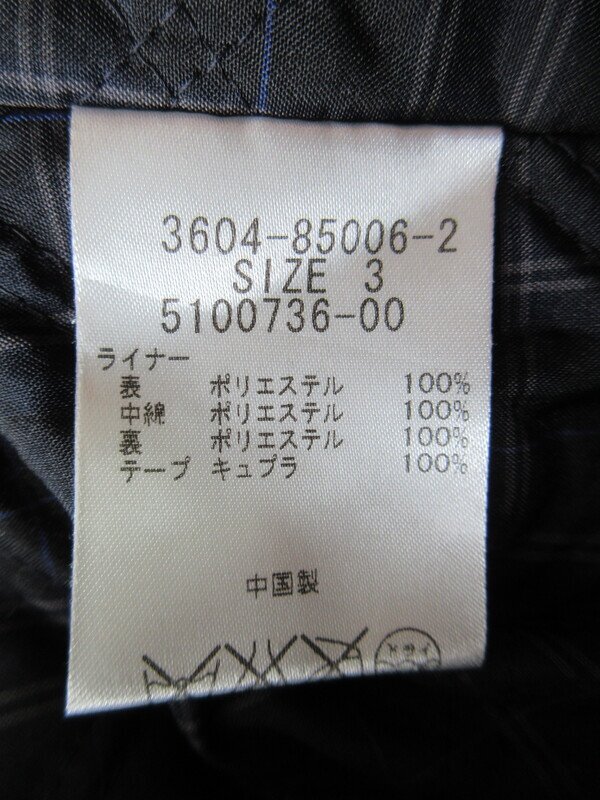 3604-85006-2
SIZE 3
5100736-00
ライナー
表 ポリエステル 100%
中綿 ポリエステル 100%
裏 ポリエステル 100%
テープ キュプラ 100%
中国製